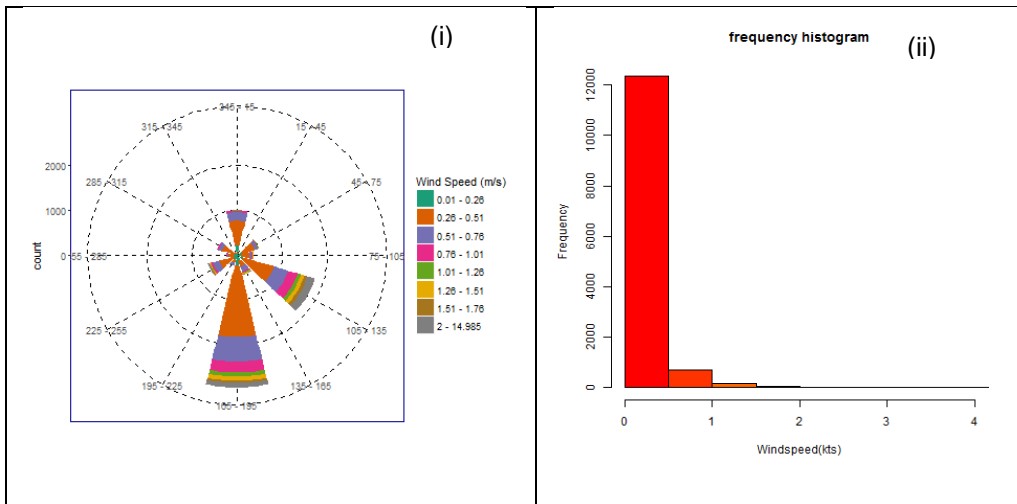 (i)
345 - 15
315 - 345
15 - 45
2000
285 - 315
45 - 75
1000
0
55 - 285
75 - 105
count
225 - 255
105 - 135
195 - 225
135 - 165
165 - 195
Wind Speed (m/s)
0.01 - 0.26
0.26 - 0.51
0.51 - 0.76
0.76 - 1.01
1.01 - 1.26
1.26 - 1.51
1.51 - 1.76
2 - 14.985
frequency histogram
(ii)
Frequency
12000
10000
8000
6000
4000
2000
0
0
1
2
3
4
Windspeed(kts)